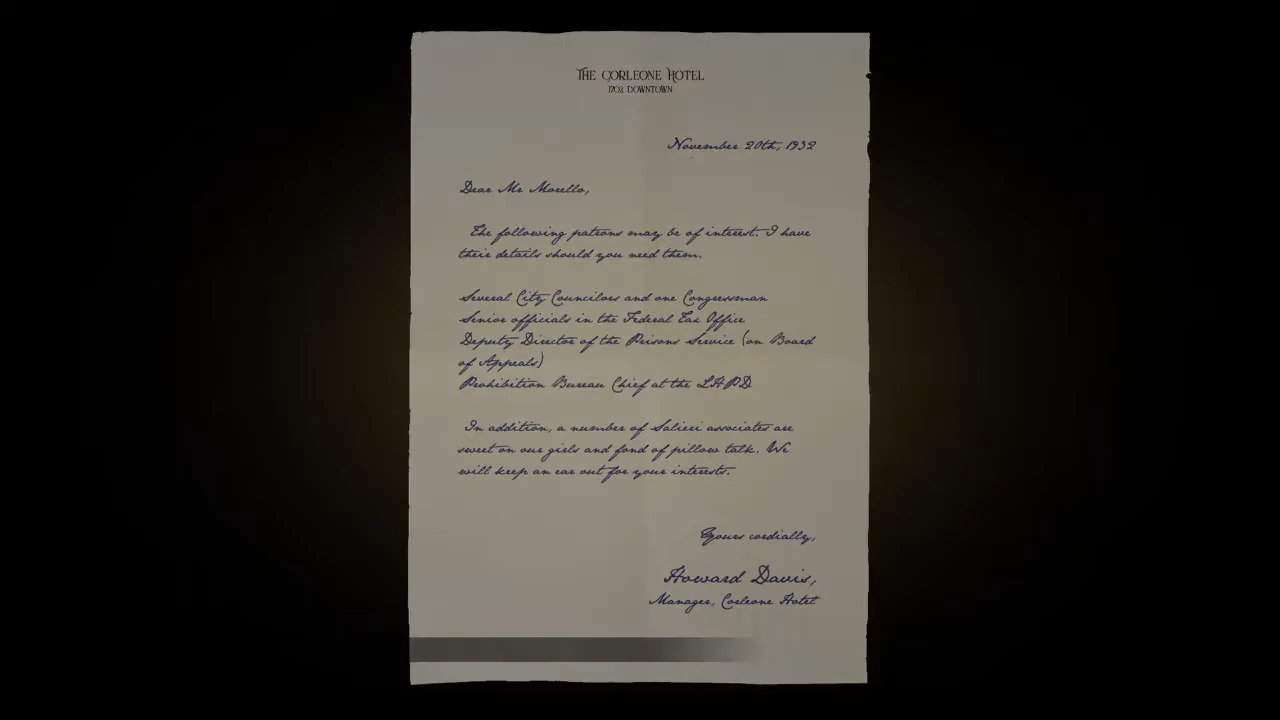 THE CORLEONE HOTEL
1702 DOWNTOWN
November 20th, 1932
Dear Mr Morello,
The following patrons may be of interest. I have
their details should you need them.
Several City Councilors and one Congressman
Senior officials in the Federal Tax Office
Deputy Director of the Prisons Service (on Board
of Appeals)
Prohibition Bureau Chief at the LHPD
In addition, a number of Salieri associates are
sweet on our girls and fond of pillow talk. We
will keep an ear out for your interests.
Yours cordially,
Howard Davis,
Manager, Corleone Hotel